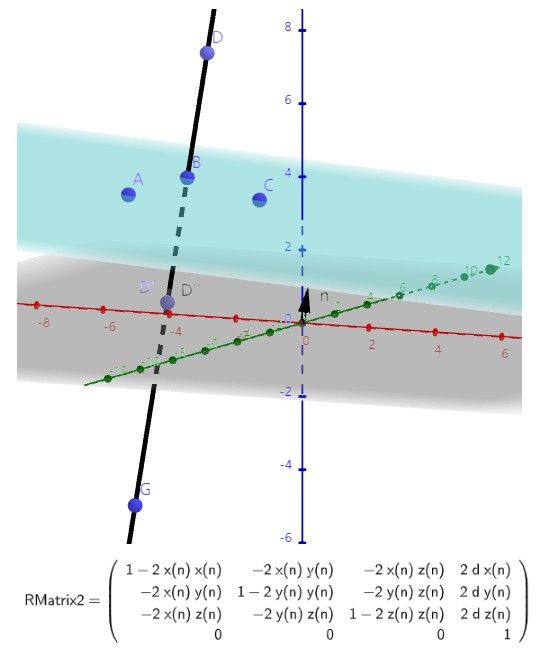 8
D
6
B
4
A
C
2
D' D''
n
12
10
8
6
4
0
-8
-6
-4
-2
0
2
4
6
-2
G
-4
-6
RMatrix2 = ( 1 − 2 x(n) x(n) −2 x(n) y(n) −2 x(n) z(n) 2 d x(n)
−2 x(n) y(n) 1 − 2 y(n) y(n) −2 y(n) z(n) 2 d y(n)
−2 x(n) z(n) −2 y(n) z(n) 1 − 2 z(n) z(n) 2 d z(n)
0 0 0 1 )